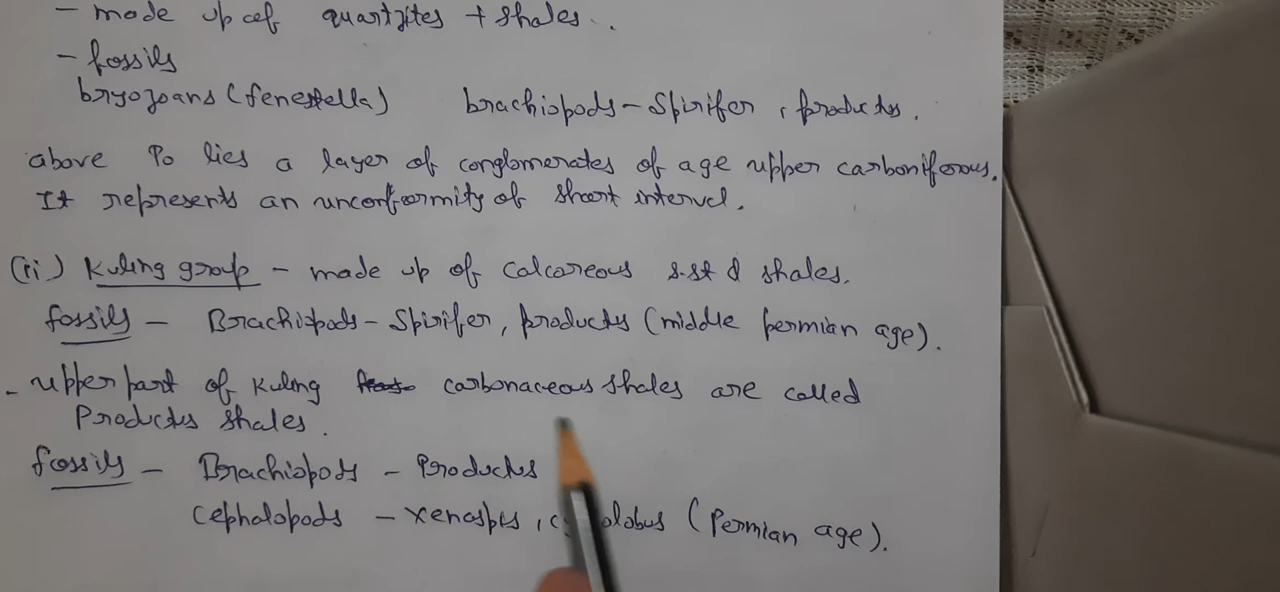 - made up of quartzites + shales.
- fossils
bryozoans (fenestella) brachiopods - Spirifer, productus.
above Po lies a layer of conglomerates of age upper carboniferous.
It represents an unconformity of short interval.
(ii) Kuling group - made up of calcareous s.st & shales.
fossils - Brachiopods - Spirifer, productus (middle permian age).
- upper part of Kuling carbonaceous shales are called
Productus shales.
fossils - Brachiopods - Productus
cephalopods - xenaspis, (Permian age).